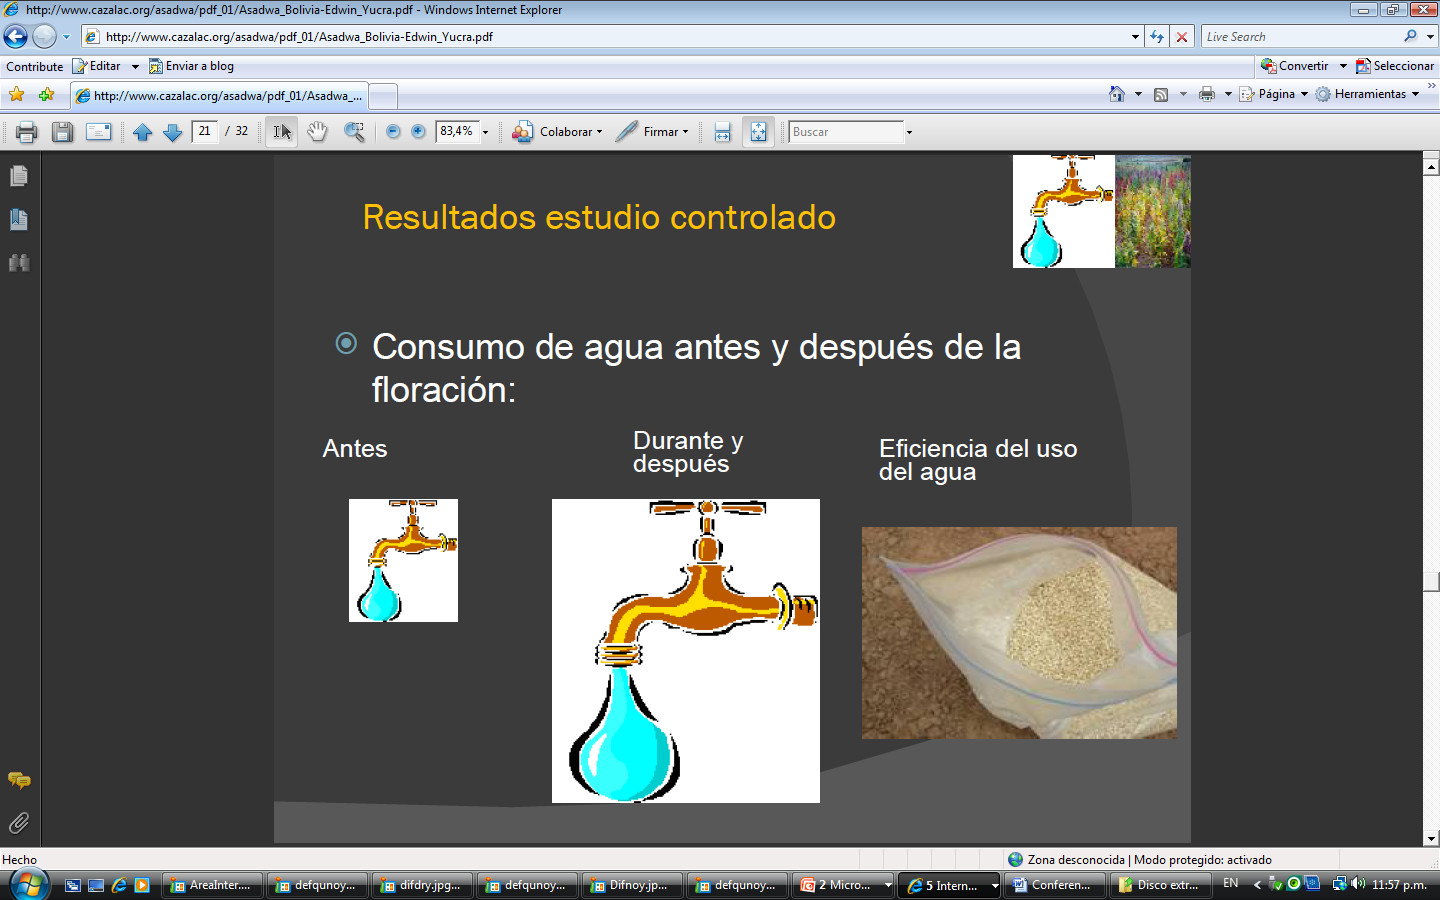 http://www.cazalac.org/asadwa/pdf_01/Asadwa_Bolivia-Edwin_Yucra.pdf - Windows Internet Explorer
http://www.cazalac.org/asadwa/pdf_01/Asadwa_Bolivia-Edwin_Yucra.pdf
Live Search
Contribute Editar Enviar a blog
Convertir Seleccionar
http://www.cazalac.org/asadwa/pdf_01/Asadwa_...
Página Herramientas
21 / 32 83,4% Colaborar Firmar Buscar
Resultados estudio controlado
Consumo de agua antes y después de la
floración:
Antes
Durante y
después
Eficiencia del uso
del agua
Hecho
Zona desconocida | Modo protegido: activado
AreaInter.... defqunoy... difdry.jpg... defqunoy... Difnoy.jp... defqunoy... 2 Micro... 5 Intern... Conferen... Disco extr... EN 11:57 p.m.